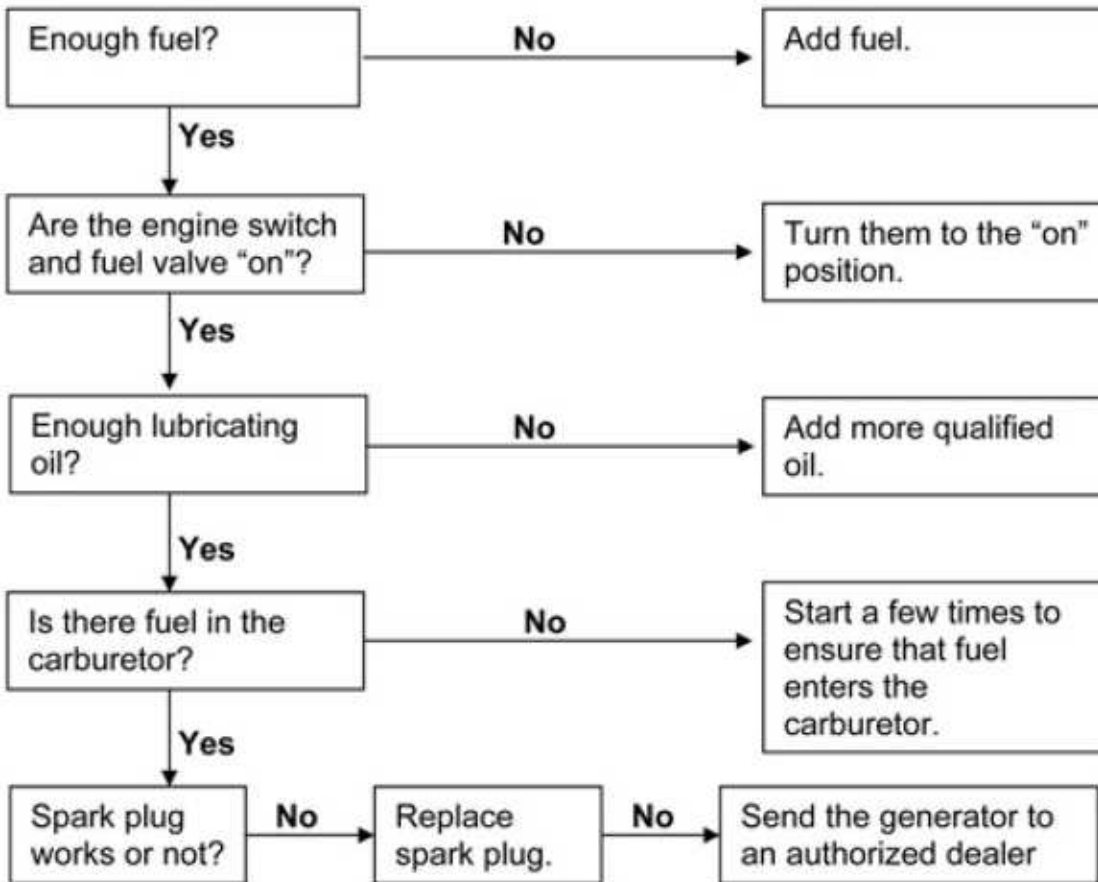 Enough fuel?
No
Add fuel.
Yes
Are the engine switch
and fuel valve “on”?
No
Turn them to the “on”
position.
Yes
Enough lubricating
oil?
No
Add more qualified
oil.
Yes
Is there fuel in the
carburetor?
No
Start a few times to
ensure that fuel
enters the
carburetor.
Yes
Spark plug
works or not?
No
Replace
spark plug.
No
Send the generator to
an authorized dealer